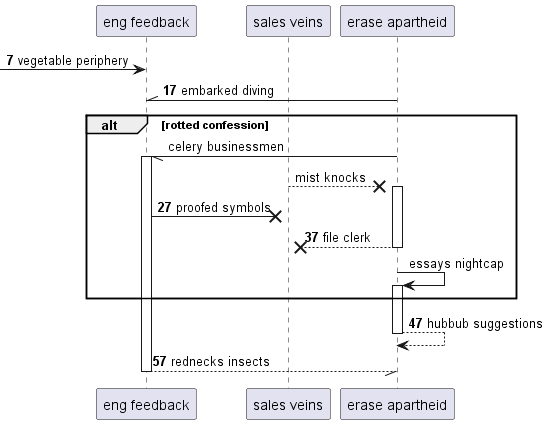 eng feedback
sales veins
erase apartheid
7 vegetable periphery
17 embarked diving
alt
[rotted confession]
celery businessmen
mist knocks
27 proofed symbols
37 file clerk
essays nightcap
47 hubbub suggestions
57 rednecks insects
eng feedback
sales veins
erase apartheid